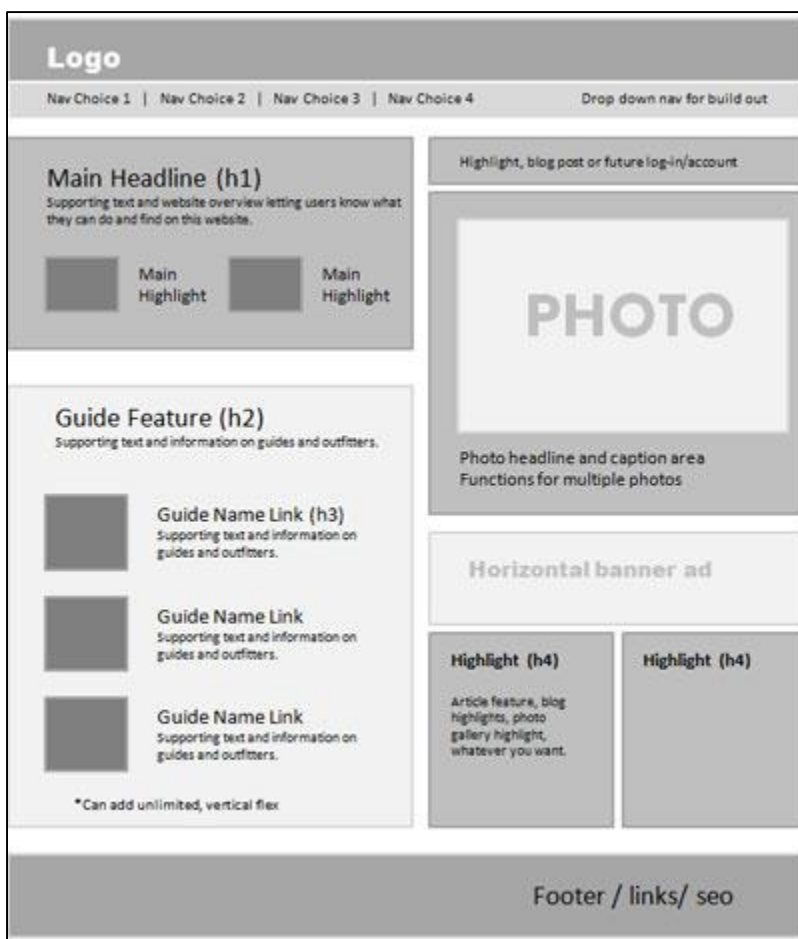 Logo
Nav Choice 1 | Nav Choice 2 | Nav Choice 3 | Nav Choice 4
Drop down nav for build out
Main Headline (h1)
Supporting text and website overview letting users know what
they can do and find on this website.
Main
Highlight
Main
Highlight
Guide Feature (h2)
Supporting text and information on guides and outfitters.
Guide Name Link (h3)
Supporting text and information on
guides and outfitters.
Guide Name Link
Supporting text and information on
guides and outfitters.
Guide Name Link
Supporting text and information on
guides and outfitters.
*Can add unlimited, vertical flex
Highlight, blog post or future log-in/account
PHOTO
Photo headline and caption area
Functions for multiple photos
Horizontal banner ad
Highlight (h4)
Article feature, blog
highlights, photo
gallery highlight,
whatever you want.
Highlight (h4)
Footer / links/ seo